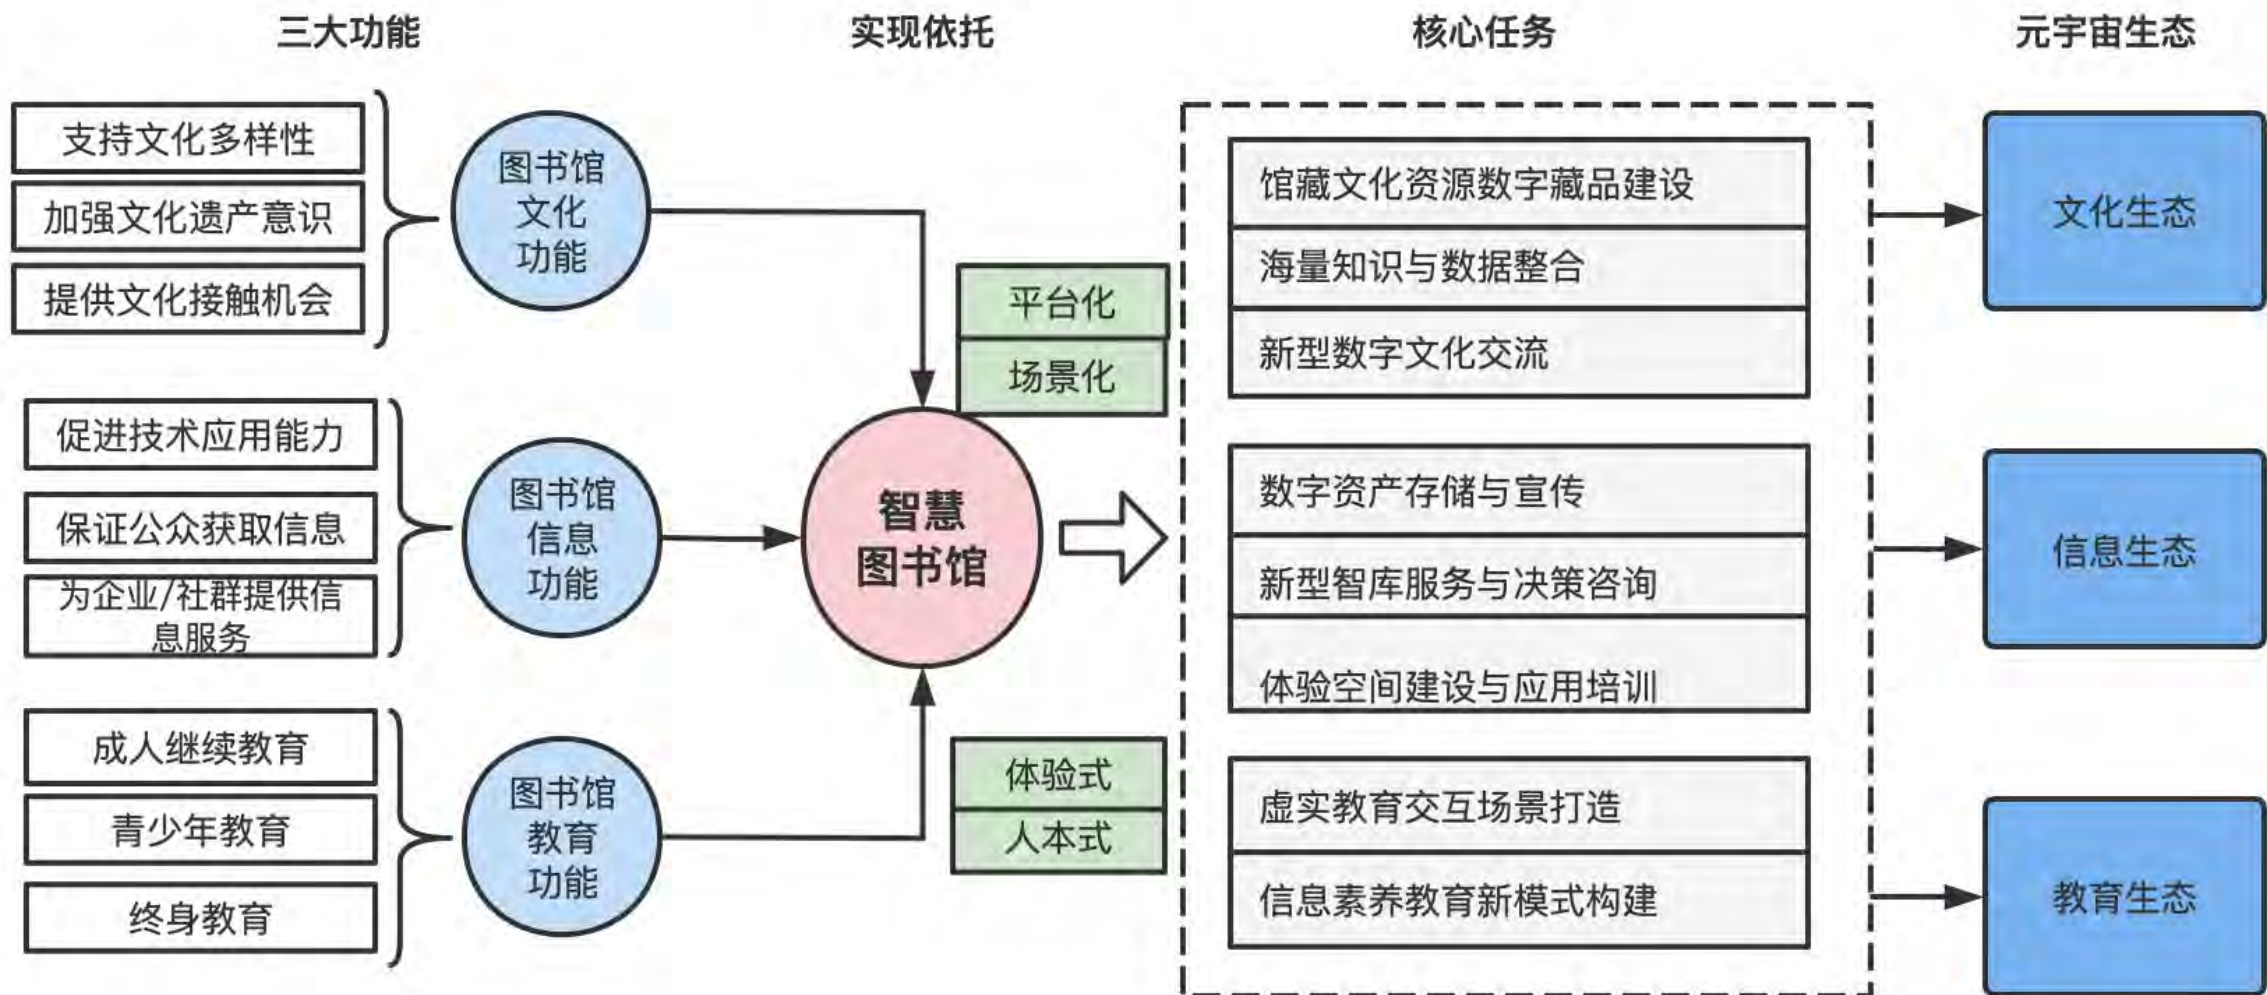 三大功能
实现依托
核心任务
元宇宙生态
支持文化多样性
加强文化遗产意识
提供文化接触机会
图书馆
文化
功能
促进技术应用能力
保证公众获取信息
为企业/社群提供信
息服务
图书馆
信息
功能
成人继续教育
青少年教育
终身教育
图书馆
教育
功能
平台化
场景化
智慧
图书馆
体验式
人本式
馆藏文化资源数字藏品建设
海量知识与数据整合
新型数字文化交流
数字资产存储与宣传
新型智库服务与决策咨询
体验空间建设与应用培训
虚实教育交互场景打造
信息素养教育新模式构建
文化生态
信息生态
教育生态